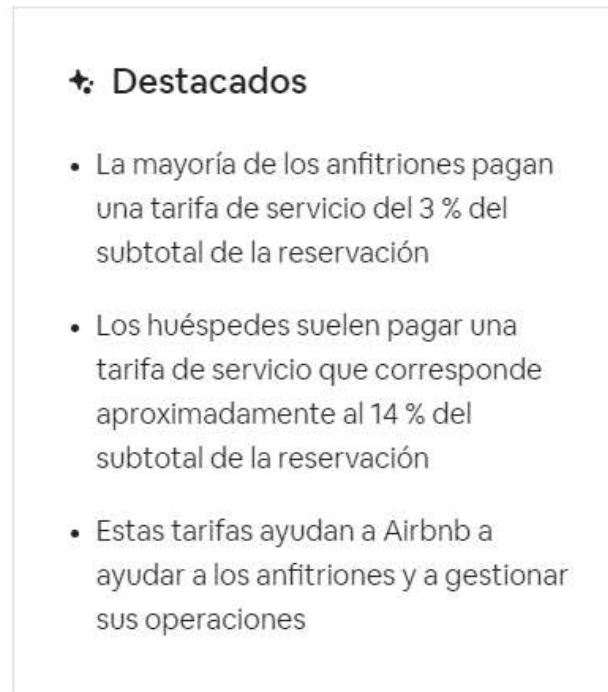 Destacados
• La mayoría de los anfitriones pagan
una tarifa de servicio del 3 % del
subtotal de la reservación
• Los huéspedes suelen pagar una
tarifa de servicio que corresponde
aproximadamente al 14 % del
subtotal de la reservación
• Estas tarifas ayudan a Airbnb a
ayudar a los anfitriones y a gestionar
sus operaciones